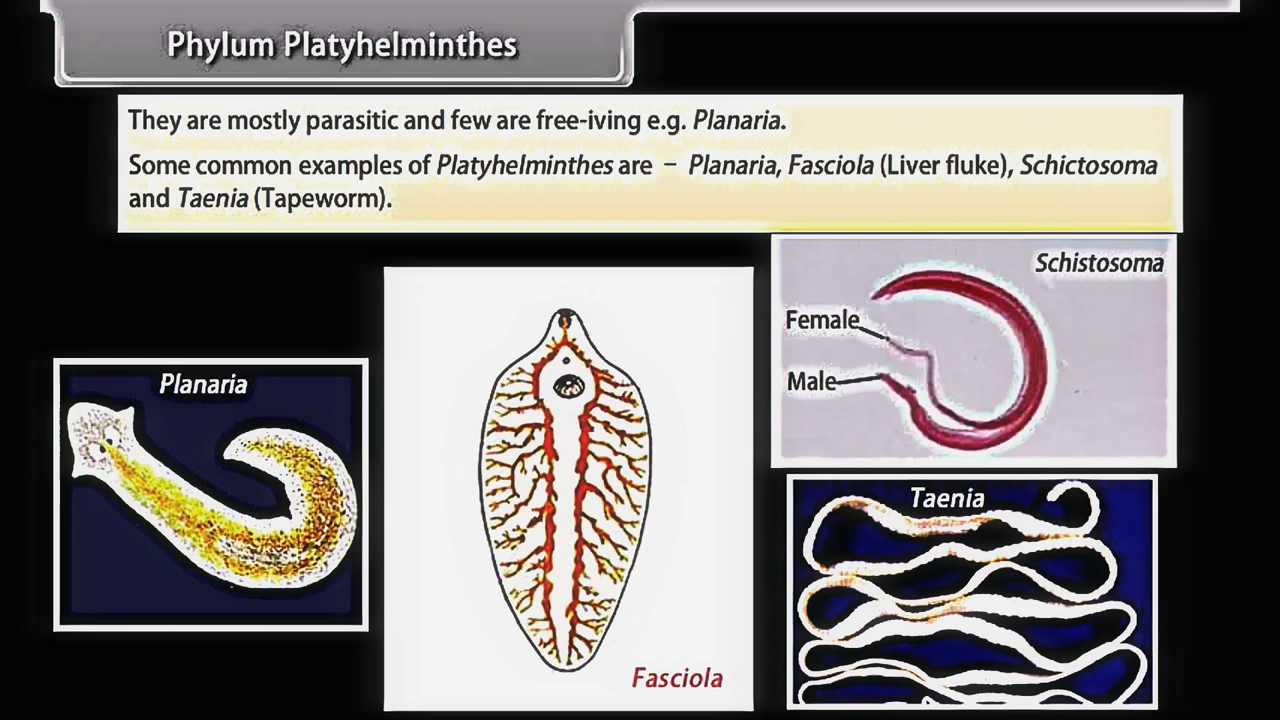 Phylum Platyhelminthes
They are mostly parasitic and few are free-iving e.g. Planaria.
Some common examples of Platyhelminthes are – Planaria, Fasciola (Liver fluke), Schictosoma
and Taenia (Tapeworm).
Schistosoma
Female
Male
Planaria
Taenia
Fasciola